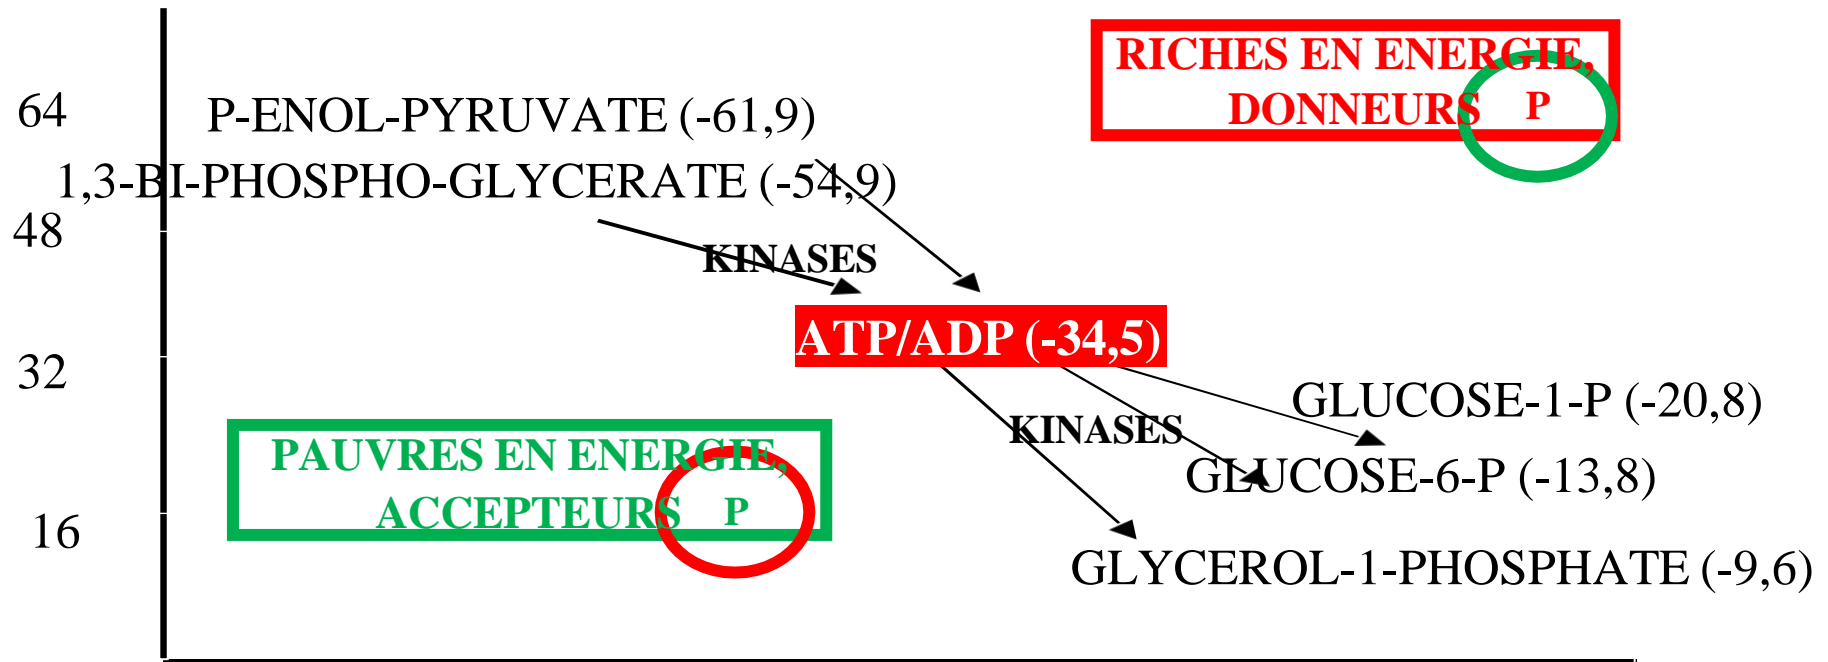 RICHES EN ENERGIE,
DONNEURS P
64
P-ENOL-PYRUVATE (-61,9)
1,3-BI-PHOSPHO-GLYCERATE (-54,9)
48
KINASES
ATP/ADP (-34,5)
32
GLUCOSE-1-P (-20,8)
KINASES
PAUVRES EN ENERGIE,
ACCEPTEURS P
GLUCOSE-6-P (-13,8)
16
GLYCEROL-1-PHOSPHATE (-9,6)